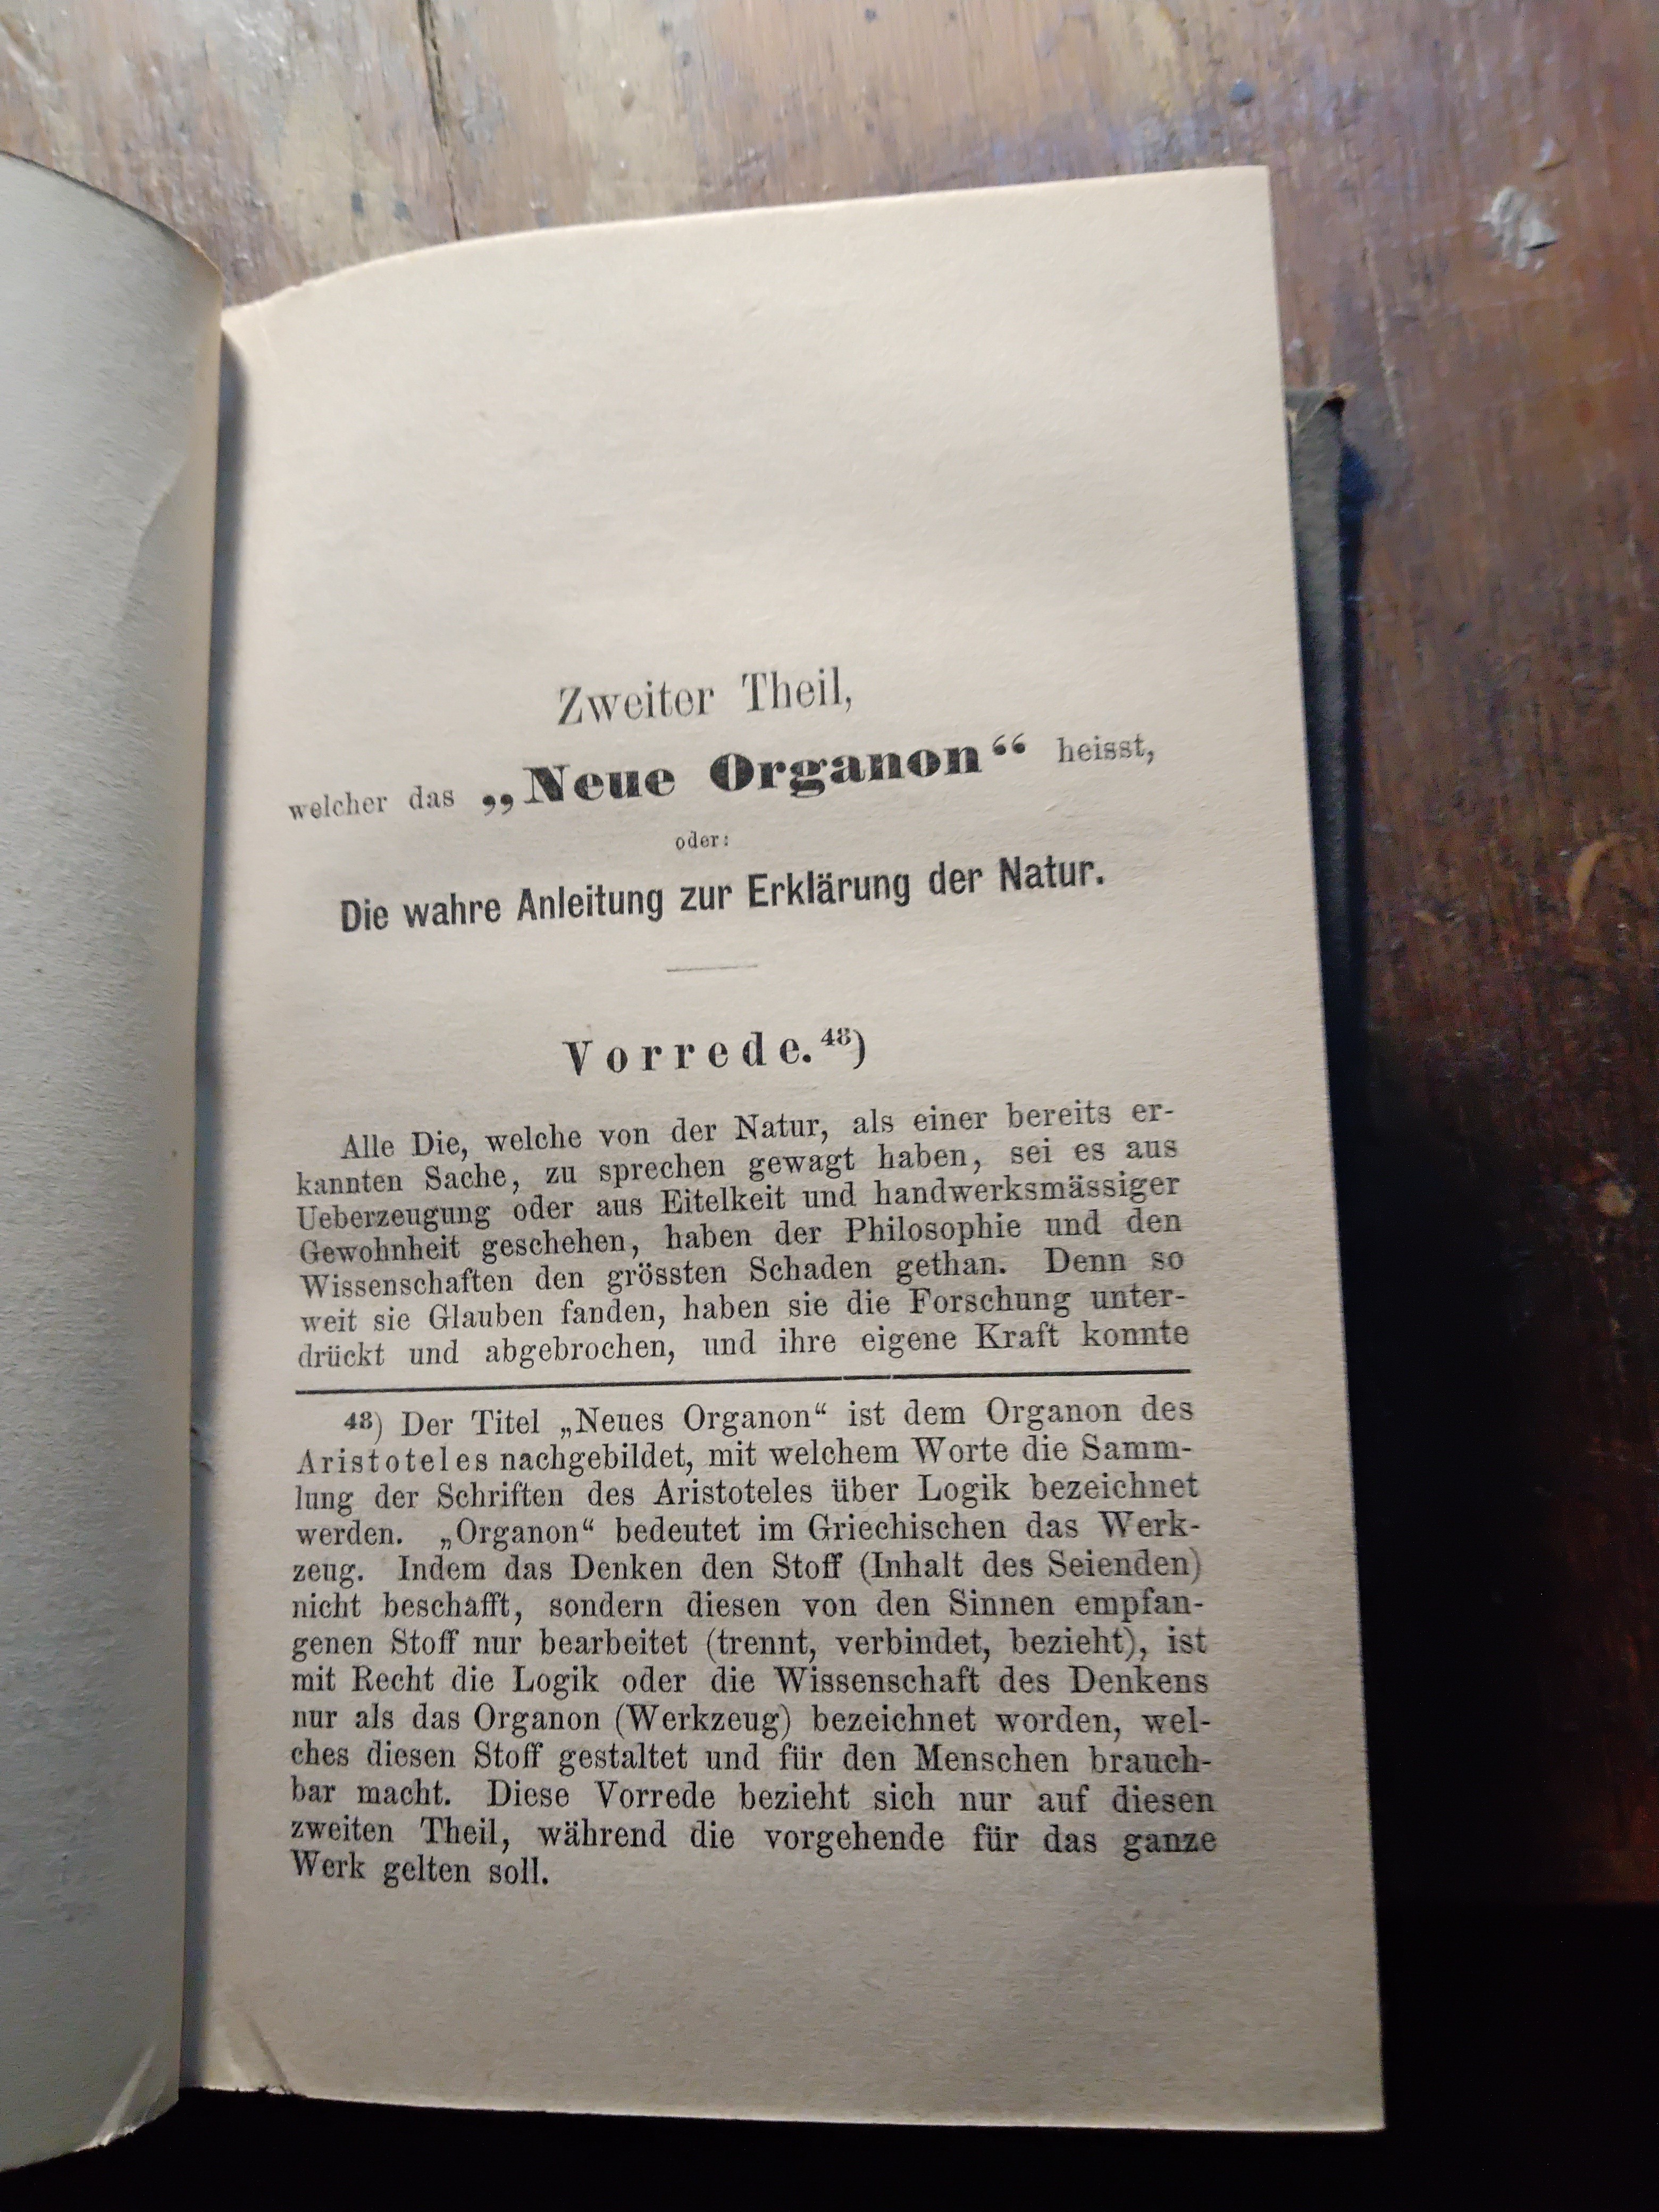 Zweiter Theil,
welcher das „Neue Organon“ heisst,
oder:
Die wahre Anleitung zur Erklärung der Natur.
Vorrede.⁴³)
Alle Die, welche von der Natur, als einer bereits er-
kannten Sache, zu sprechen gewagt haben, sei es aus
Ueberzeugung oder aus Eitelkeit und handwerksmässiger
Gewohnheit geschehen, haben der Philosophie und den
Wissenschaften den grössten Schaden gethan. Denn so
weit sie Glauben fanden, haben sie die Forschung unter-
drückt und abgebrochen, und ihre eigene Kraft konnte
43) Der Titel „Neues Organon“ ist dem Organon des
Aristoteles nachgebildet, mit welchem Worte die Samm-
lung der Schriften des Aristoteles über Logik bezeichnet
werden. „Organon“ bedeutet im Griechischen das Werk-
zeug. Indem das Denken den Stoff (Inhalt des Seienden)
nicht beschafft, sondern diesen von den Sinnen empfan-
genen Stoff nur bearbeitet (trennt, verbindet, bezieht), ist
mit Recht die Logik oder die Wissenschaft des Denkens
nur als das Organon (Werkzeug) bezeichnet worden, wel-
ches diesen Stoff gestaltet und für den Menschen brauch-
bar macht. Diese Vorrede bezieht sich nur auf diesen
zweiten Theil, während die vorgehende für das ganze
Werk gelten soll.